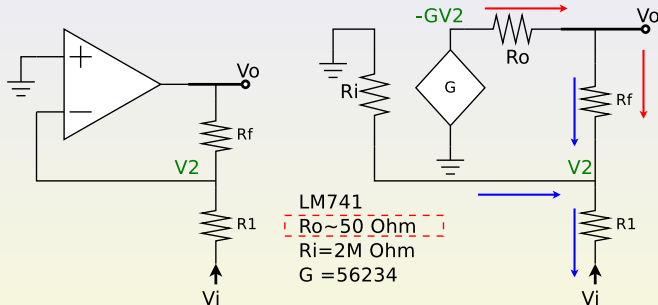 -GV2
Vo
Vo
Ro
G
Ri
Rf
Rf
V2
V2
LM741
Ro~50 Ohm
Ri=2M Ohm
G =56234
R1
R1
Vi
Vi